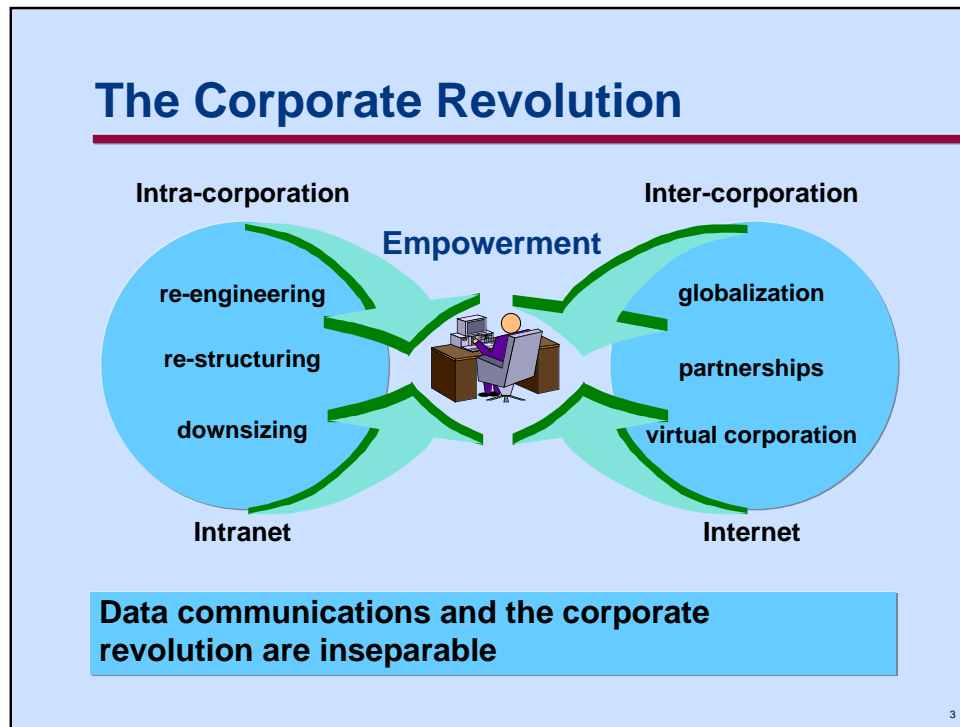 The Corporate Revolution
Intra-corporation
Inter-corporation
Empowerment
re-engineering
globalization
re-structuring
partnerships
downsizing
virtual corporation
Intranet
Internet
Data communications and the corporate
revolution are inseparable
3